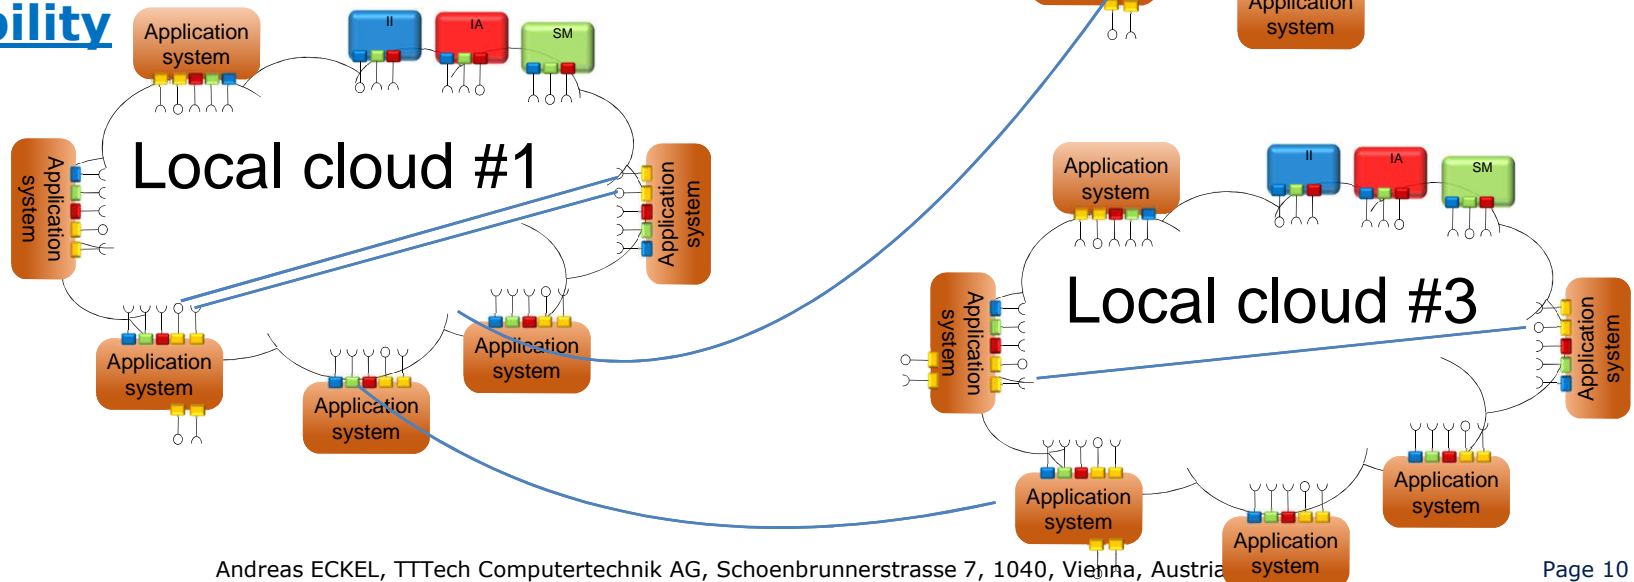 bility
Application
system
II
IA
SM
Application
system
Local cloud #1
Application
system
Application
system
Application
system
Application
system
Application
system
Application
system
Application
system
II
IA
SM
Local cloud #3
Application
system
Application
system
Application
system
Application
system
Application
system
Andreas ECKEL, TTTech Computertechnik AG, Schoenbrunnerstrasse 7, 1040, Vienna, Austria
Page 10